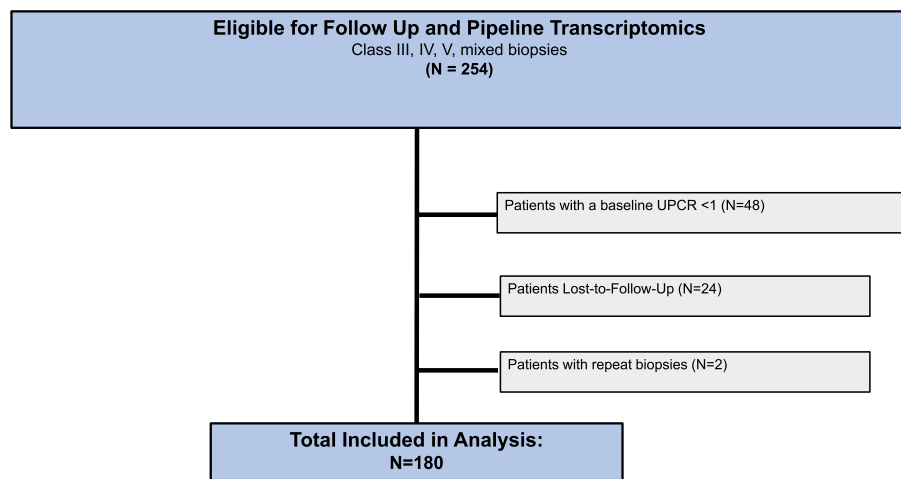 Eligible for Follow Up and Pipeline Transcriptomics
Class III, IV, V, mixed biopsies
(N = 254)
Patients with a baseline UPCR <1 (N=48)
Patients Lost-to-Follow-Up (N=24)
Patients with repeat biopsies (N=2)
Total Included in Analysis:
N=180